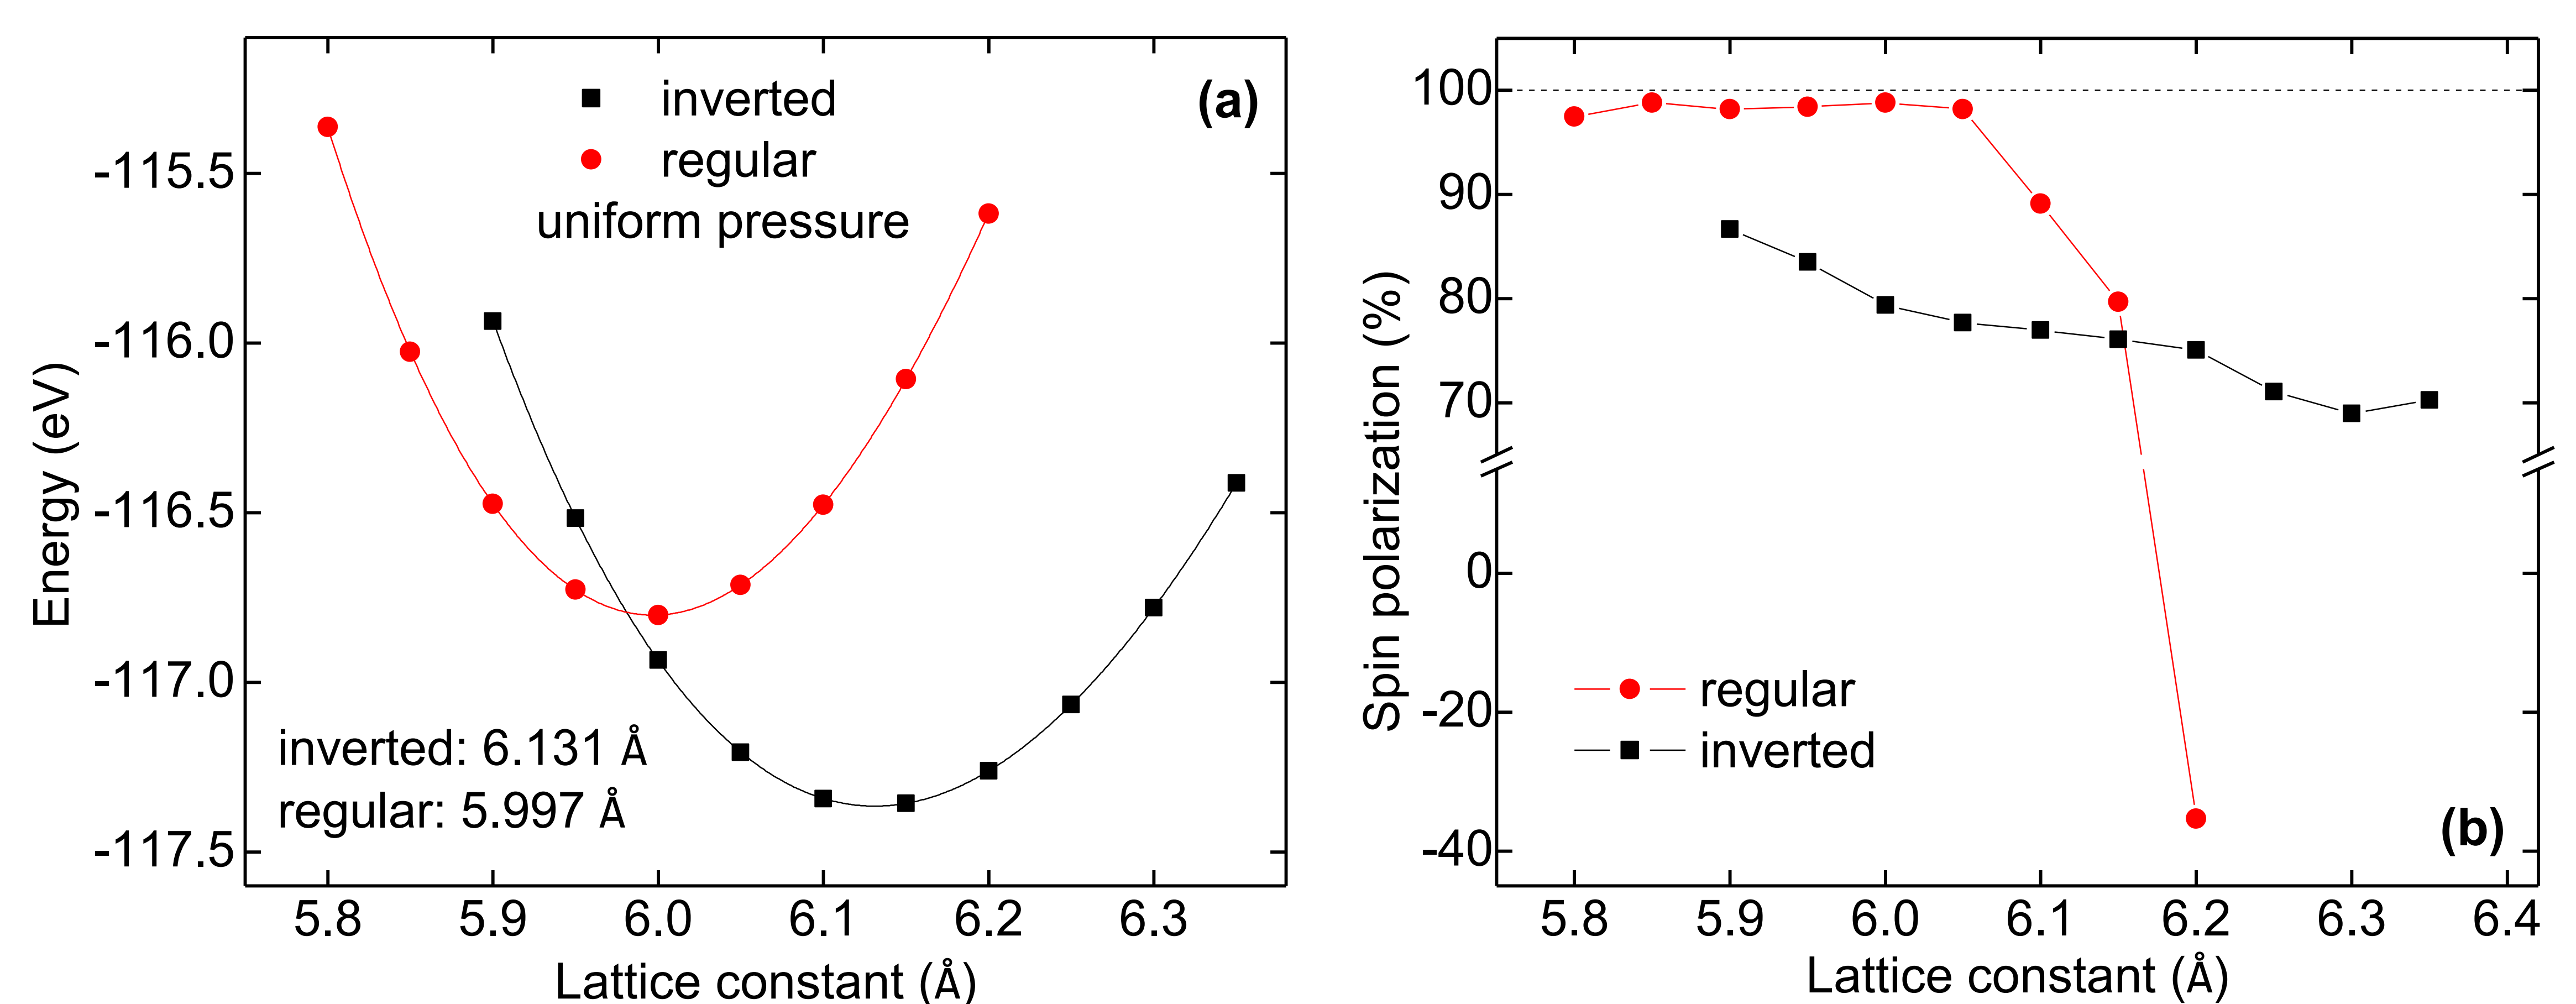 (a)
inverted
regular
uniform pressure
Energy (eV)
-115.5
-116.0
-116.5
-117.0
-117.5
inverted: 6.131 Å
regular: 5.997 Å
5.8 5.9 6.0 6.1 6.2 6.3
Lattice constant (Å)
Spin polarization (%)
100
90
80
70
0
-20
-40
regular
inverted
(b)
5.8 5.9 6.0 6.1 6.2 6.3 6.4
Lattice constant (Å)